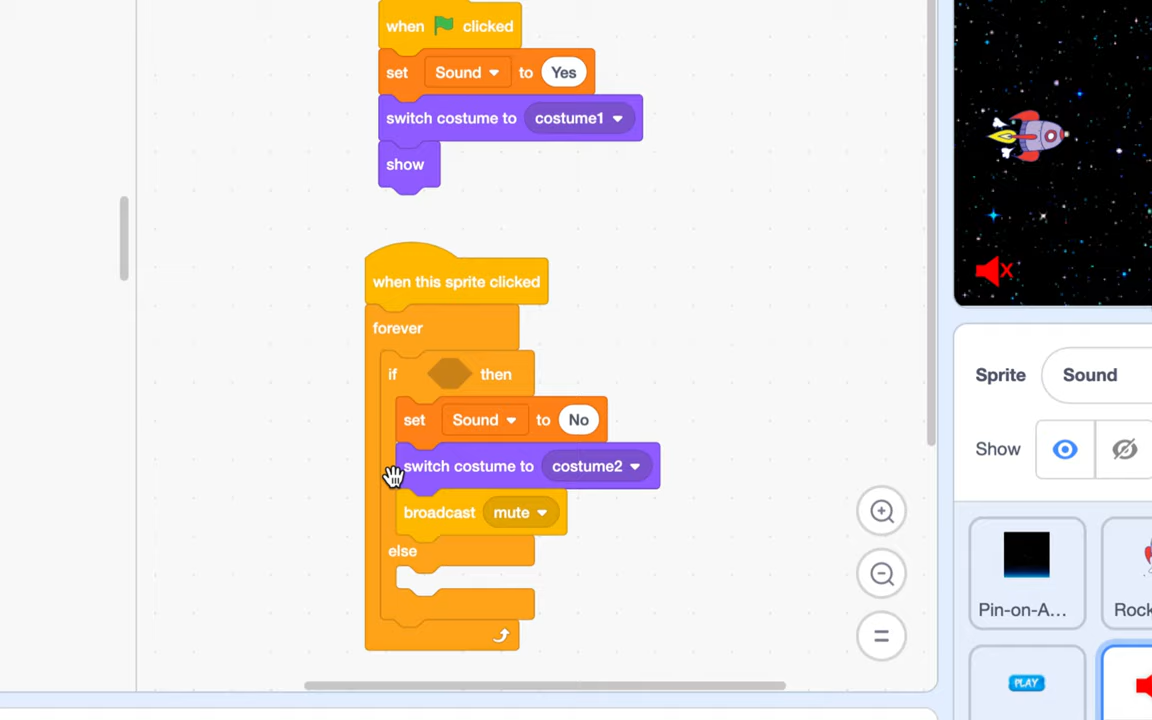 when clicked
set Sound to Yes
switch costume to costume1
show
when this sprite clicked
forever
if then
set Sound to No
switch costume to costume2
broadcast mute
else
Sprite Sound
Show
Pin-on-A...
Rock
PLAY